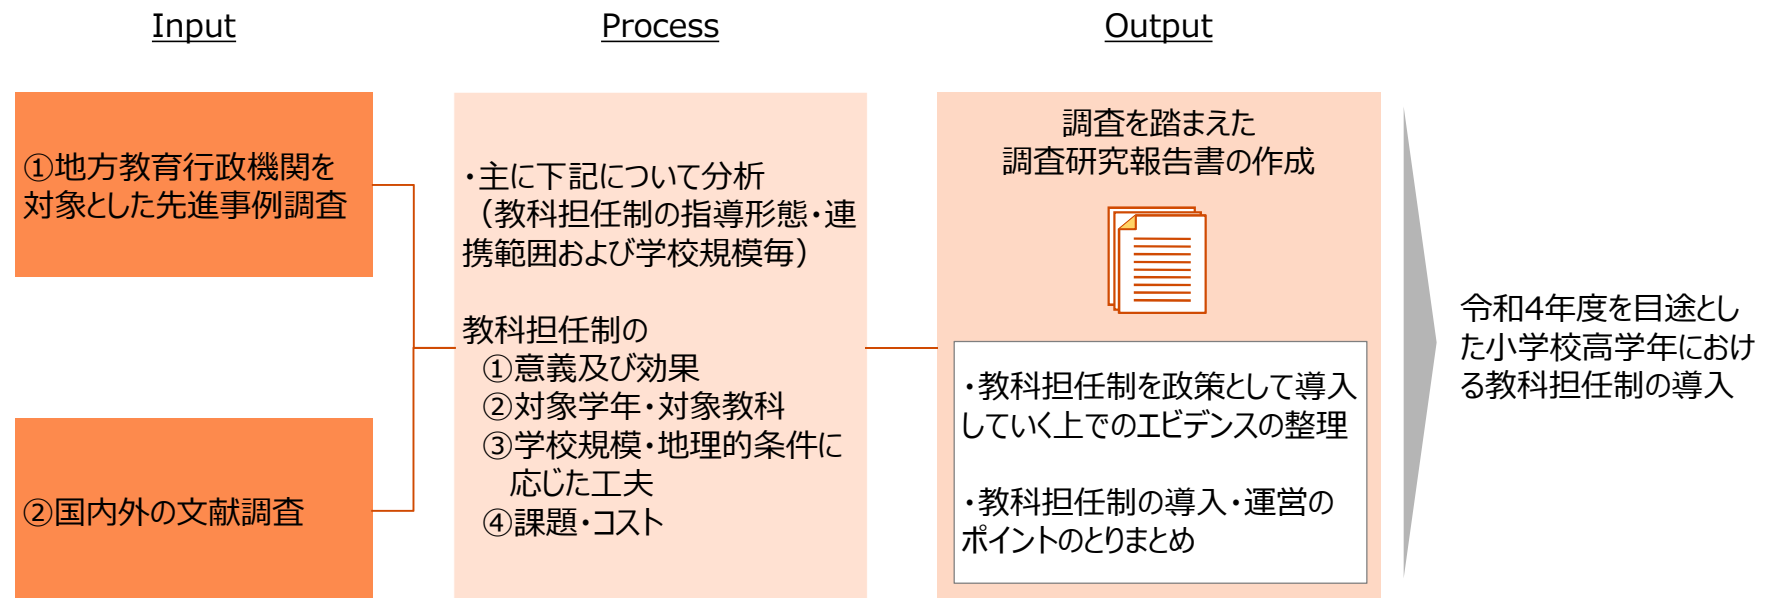 Input
Process
Output
①地方教育行政機関を
対象とした先進事例調査
②国内外の文献調査
・主に下記について分析
（教科担任制の指導形態・連
携範囲および学校規模毎）
教科担任制の
①意義及び効果
②対象学年・対象教科
③学校規模・地理的条件に
応じた工夫
④課題・コスト
調査を踏まえた
調査研究報告書の作成
・教科担任制を政策として導入
していく上でのエビデンスの整理
・教科担任制の導入・運営の
ポイントのとりまとめ
令和4年度を目途とし
た小学校高学年におけ
る教科担任制の導入